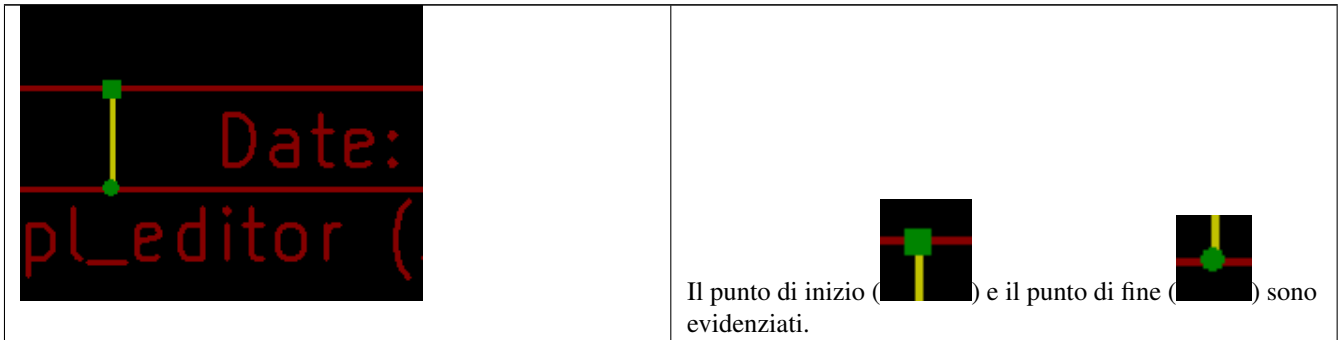 Date:
pl_editor (
Il punto di inizio ( ) e il punto di fine ( ) sono
evidenziati.